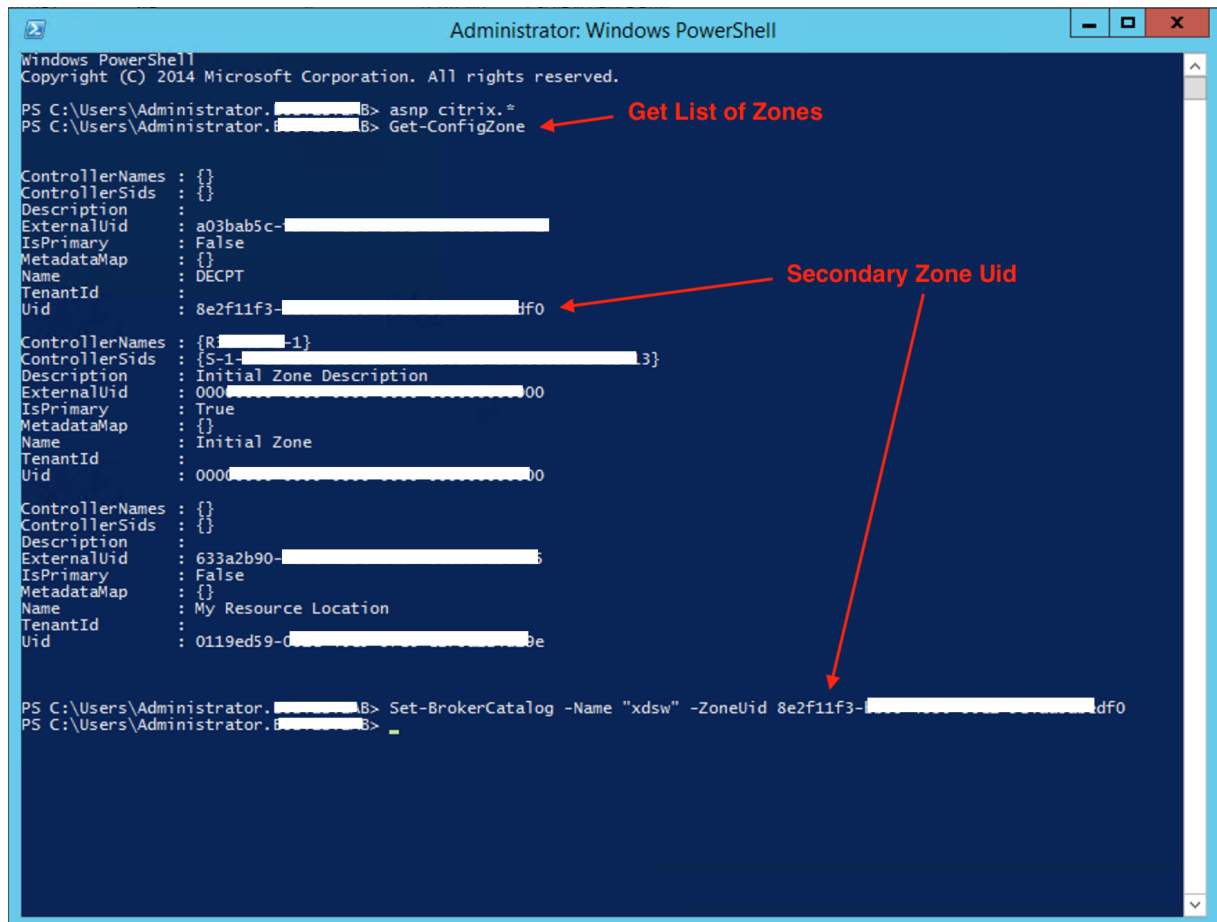 Administrator: Windows PowerShell
Windows PowerShell
Copyright (C) 2014 Microsoft Corporation. All rights reserved.
PS C:\Users\Administrator. B> asnp citrix.*
PS C:\Users\Administrator. B> Get-ConfigZone
Get List of Zones
ControllerNames : {}
ControllerSids : {}
Description :
ExternalUid : a03bab5c-
IsPrimary : False
MetadataMap : {}
Name : DECPT
TenantId :
Uid : 8e2f11f3- df0
Secondary Zone Uid
ControllerNames : {R -1}
ControllerSids : {S-1- 13}
Description : Initial Zone Description
ExternalUid : 000 00
IsPrimary : True
MetadataMap : {}
Name : Initial Zone
TenantId :
Uid : 000 00
ControllerNames : {}
ControllerSids : {}
Description :
ExternalUid : 633a2b90-
IsPrimary : False
MetadataMap : {}
Name : My Resource Location
TenantId :
Uid : 0119ed59-0 9e
PS C:\Users\Administrator. B> Set-BrokerCatalog -Name "xdsw" -ZoneUid 8e2f11f3- df0
PS C:\Users\Administrator. B>